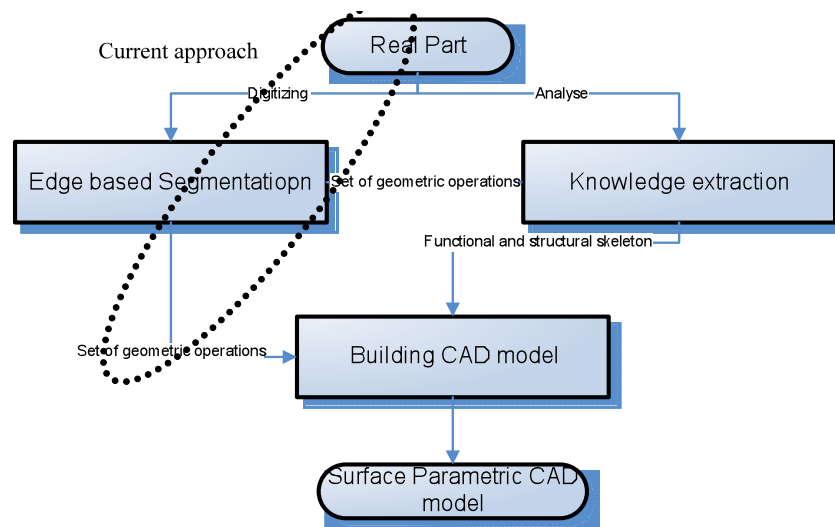 Current approach
Real Part
Digitizing
Analyse
Edge based Segmentatiopn
Set of geometric operations
Knowledge extraction
Functional and structural skeleton
Set of geometric operations
Building CAD model
Surface Parametric CAD
model